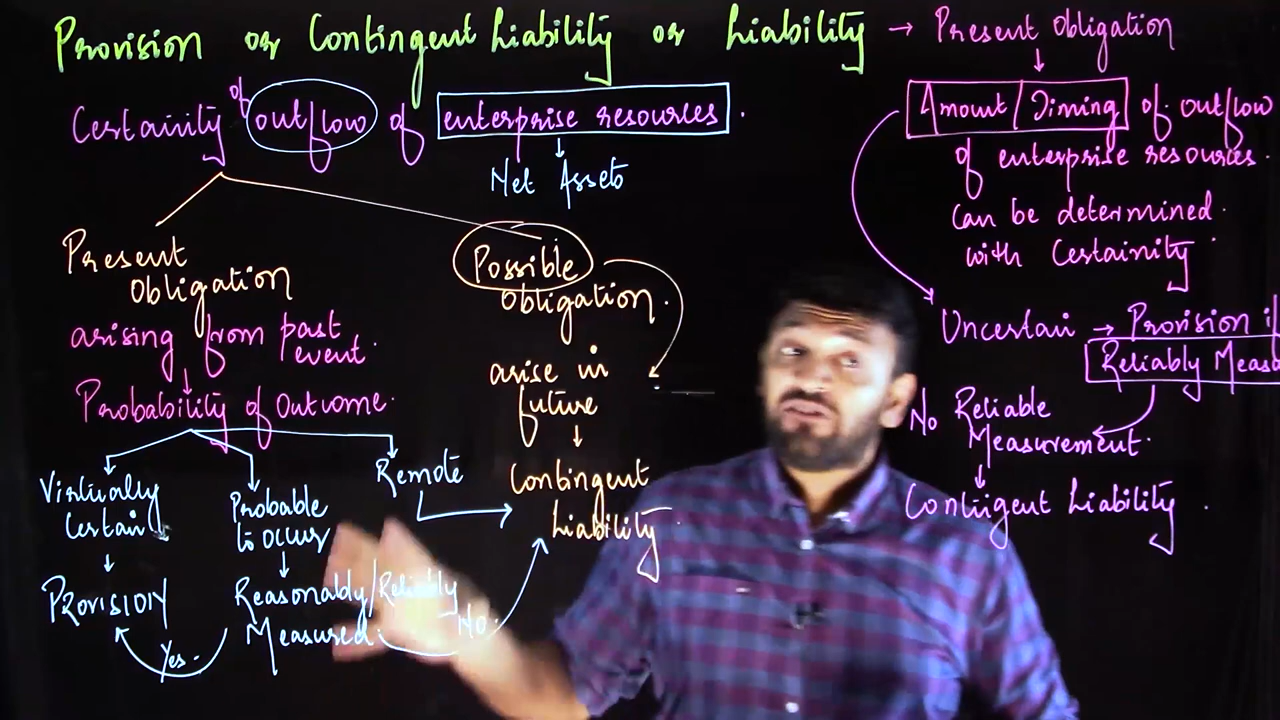 Provision or Contingent Liability or Liability → Present Obligation
Certainity of outflow of enterprise resources.
Net Assets
Present
Obligation
arising from past
event.
Probability of Outcome.
Virtually
Certain
PROVISION
Probable
to occur
Reasonably/Reliably
Measured.
Yes.
No.
Remote
Possible
Obligation.
arise in
future
Contingent
Liability.
Amount/Timing of outflow
of enterprise resources.
Can be determined.
with Certainity.
Uncertain → Provision if
Reliably
No Reliable
Measurement.
Contingent Liability.